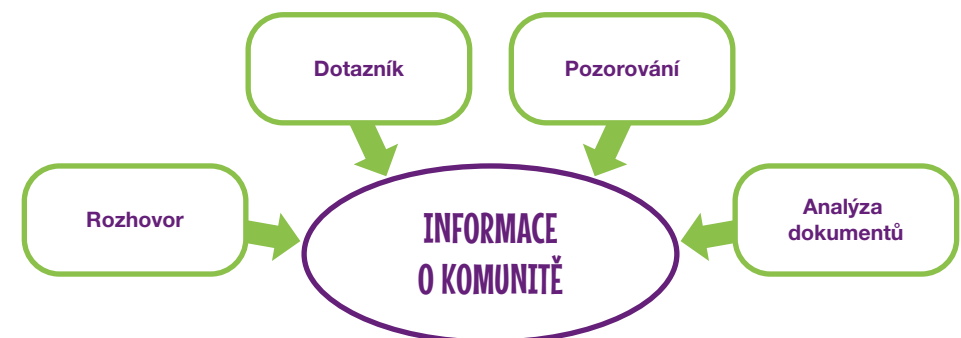 Dotazník
Pozorování
Rozhovor
Analýza
dokumentů
INFORMACE
O KOMUNITĚ